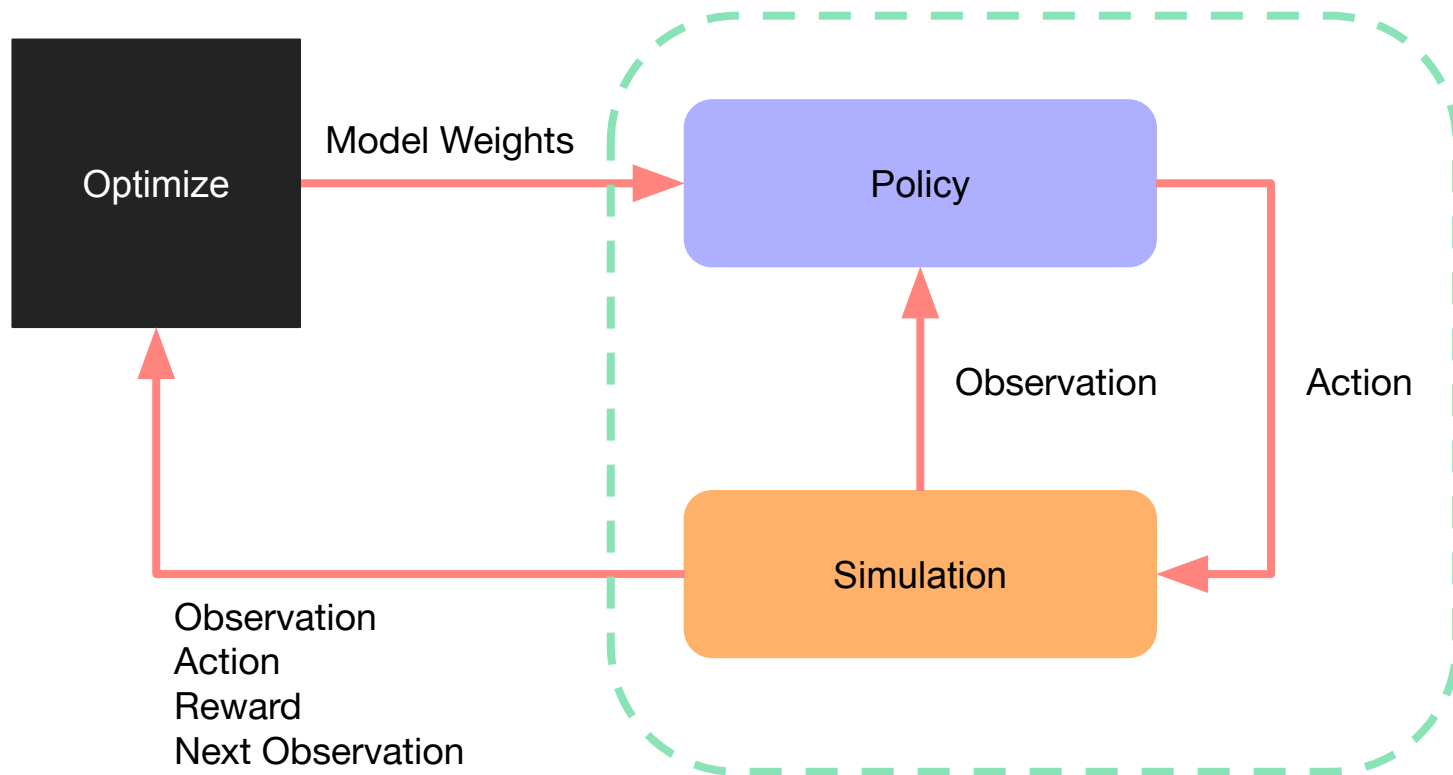 Model Weights
Optimize
Policy
Observation
Action
Simulation
Observation
Action
Reward
Next Observation